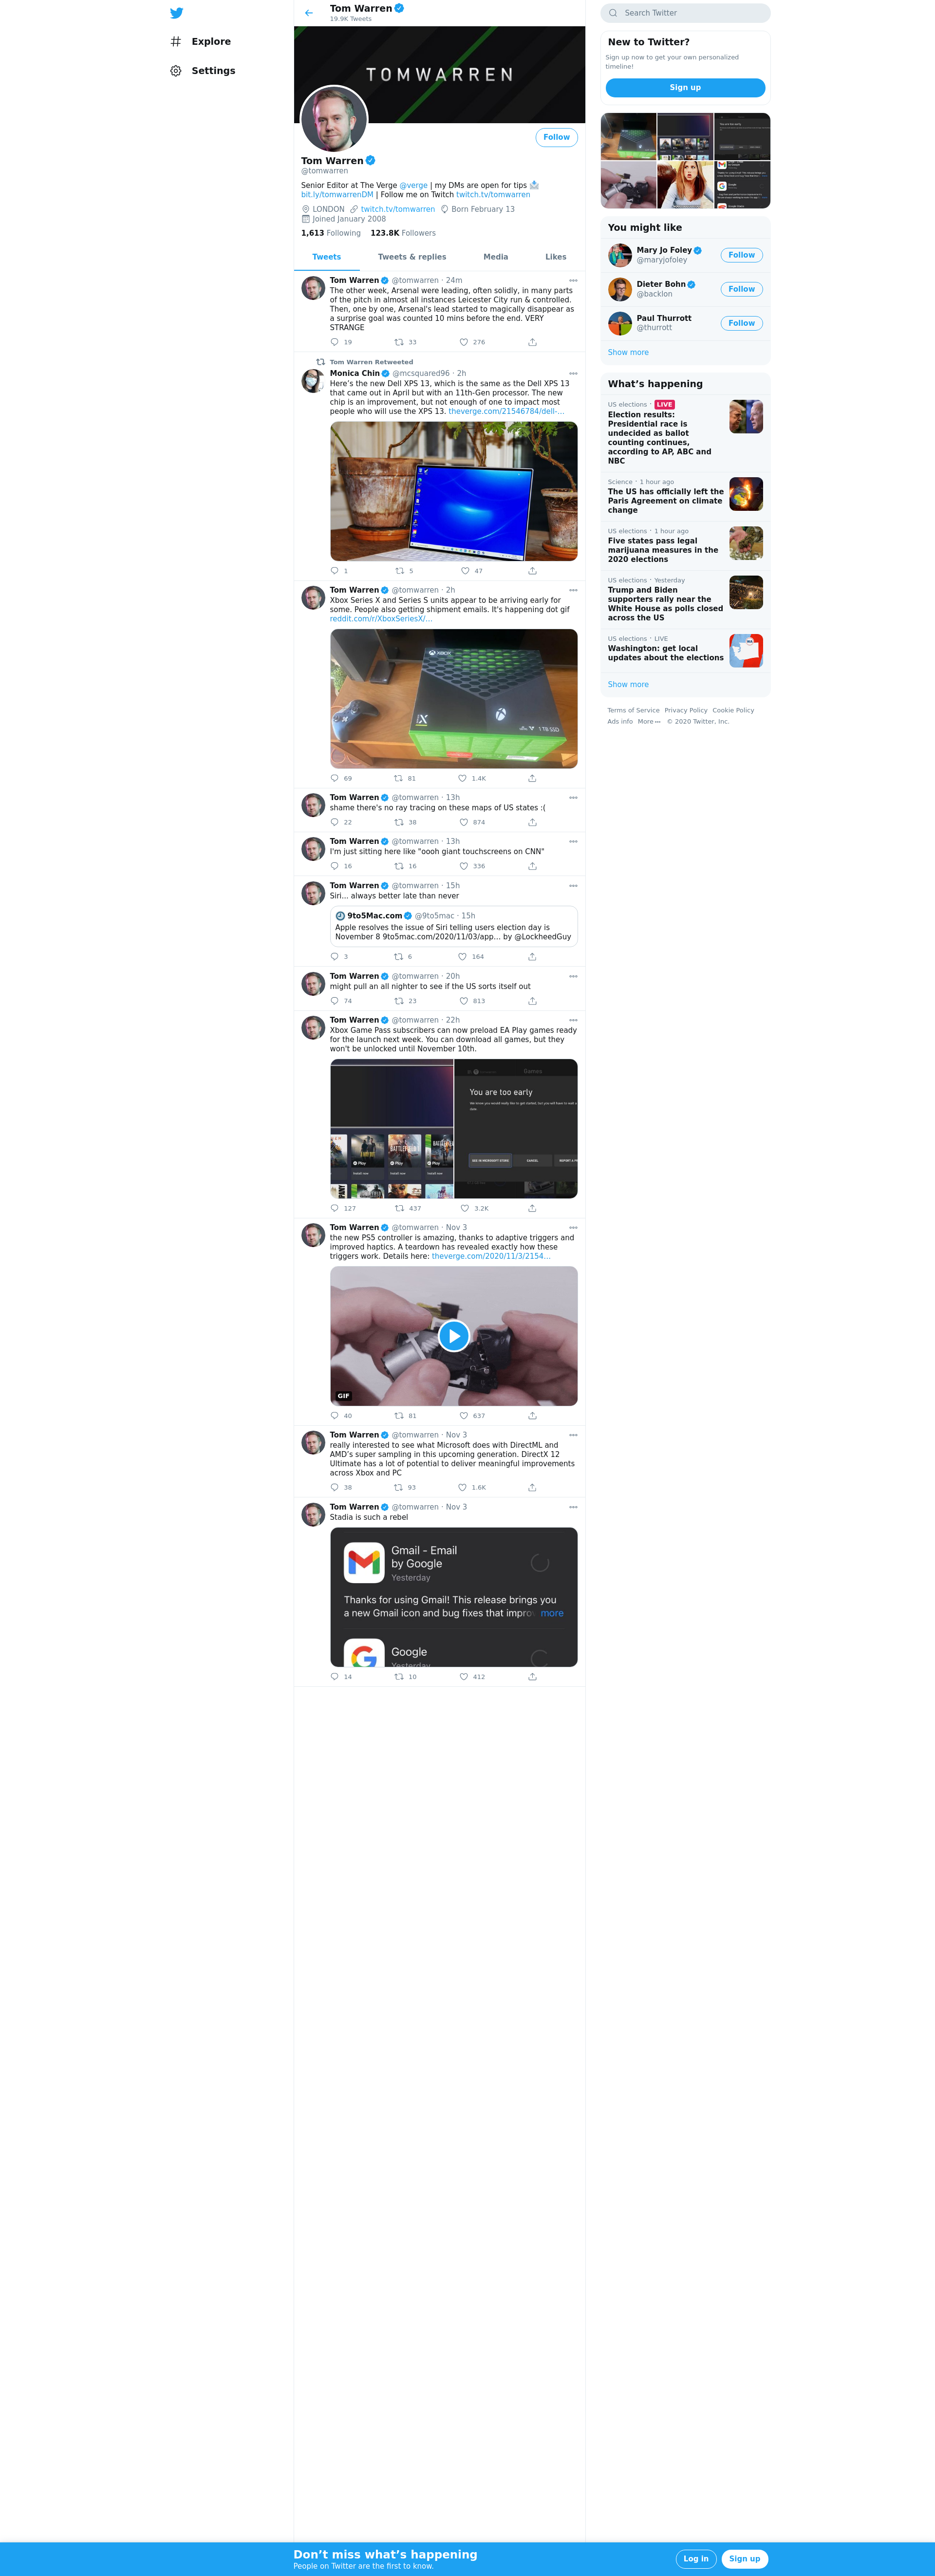 Explore
Settings
Tom Warren
19.9K Tweets
TOMWARREN
Follow
Tom Warren
@tomwarren
Senior Editor at The Verge @verge | my DMs are open for tips
bit.ly/tomwarrenDM | Follow me on Twitch twitch.tv/tomwarren
LONDON twitch.tv/tomwarren Born February 13
Joined January 2008
1,613 Following 123.8K Followers
Tweets Tweets & replies Media Likes
Tom Warren @tomwarren · 24m
The other week, Arsenal were leading, often solidly, in many parts
of the pitch in almost all instances Leicester City run & controlled.
Then, one by one, Arsenal's lead started to magically disappear as
a surprise goal was counted 10 mins before the end. VERY
STRANGE
19 33 276
Tom Warren Retweeted
Monica Chin @mcsquared96 · 2h
Here's the new Dell XPS 13, which is the same as the Dell XPS 13
that came out in April but with an 11th-Gen processor. The new
chip is an improvement, but not enough of one to impact most
people who will use the XPS 13. theverge.com/21546784/dell-…
1 5 47
Tom Warren @tomwarren · 2h
Xbox Series X and Series S units appear to be arriving early for
some. People also getting shipment emails. It's happening dot gif
reddit.com/r/XboxSeriesX/…
XBOX
X
1TB SSD
69 81 1.4K
Tom Warren @tomwarren · 13h
shame there's no ray tracing on these maps of US states :(
22 38 874
Tom Warren @tomwarren · 13h
I'm just sitting here like "oooh giant touchscreens on CNN"
16 16 336
Tom Warren @tomwarren · 15h
Siri... always better late than never
9to5Mac.com @9to5mac · 15h
Apple resolves the issue of Siri telling users election day is
November 8 9to5mac.com/2020/11/03/app… by @LockheedGuy
3 6 164
Tom Warren @tomwarren · 20h
might pull an all nighter to see if the US sorts itself out
74 23 813
Tom Warren @tomwarren · 22h
Xbox Game Pass subscribers can now preload EA Play games ready
for the launch next week. You can download all games, but they
won't be unlocked until November 10th.
Games
You are too early
SEE IN MICROSOFT STORE CANCEL
Play Play Play
Install now Install now Install now
127 437 3.2K
Tom Warren @tomwarren · Nov 3
the new PS5 controller is amazing, thanks to adaptive triggers and
improved haptics. A teardown has revealed exactly how these
triggers work. Details here: theverge.com/2020/11/3/2154…
GIF
40 81 637
Tom Warren @tomwarren · Nov 3
really interested to see what Microsoft does with DirectML and
AMD's super sampling in this upcoming generation. DirectX 12
Ultimate has a lot of potential to deliver meaningful improvements
across Xbox and PC
38 93 1.6K
Tom Warren @tomwarren · Nov 3
Stadia is such a rebel
Gmail - Email
by Google
Yesterday
Thanks for using Gmail! This release brings you
a new Gmail icon and bug fixes that impro more
Google
Yesterday
14 10 412
Search Twitter
New to Twitter?
Sign up now to get your own personalized
timeline!
Sign up
You might like
Mary Jo Foley
@maryjofoley
Follow
Dieter Bohn
@backlon
Follow
Paul Thurrott
@thurrott
Follow
Show more
What's happening
US elections · LIVE
Election results:
Presidential race is
undecided as ballot
counting continues,
according to AP, ABC and
NBC
Science · 1 hour ago
The US has officially left the
Paris Agreement on climate
change
US elections · 1 hour ago
Five states pass legal
marijuana measures in the
2020 elections
US elections · Yesterday
Trump and Biden
supporters rally near the
White House as polls closed
across the US
US elections · LIVE
Washington: get local
updates about the elections
Show more
Terms of Service Privacy Policy Cookie Policy
Ads info More © 2020 Twitter, Inc.
Don't miss what's happening
People on Twitter are the first to know.
Log in
Sign up